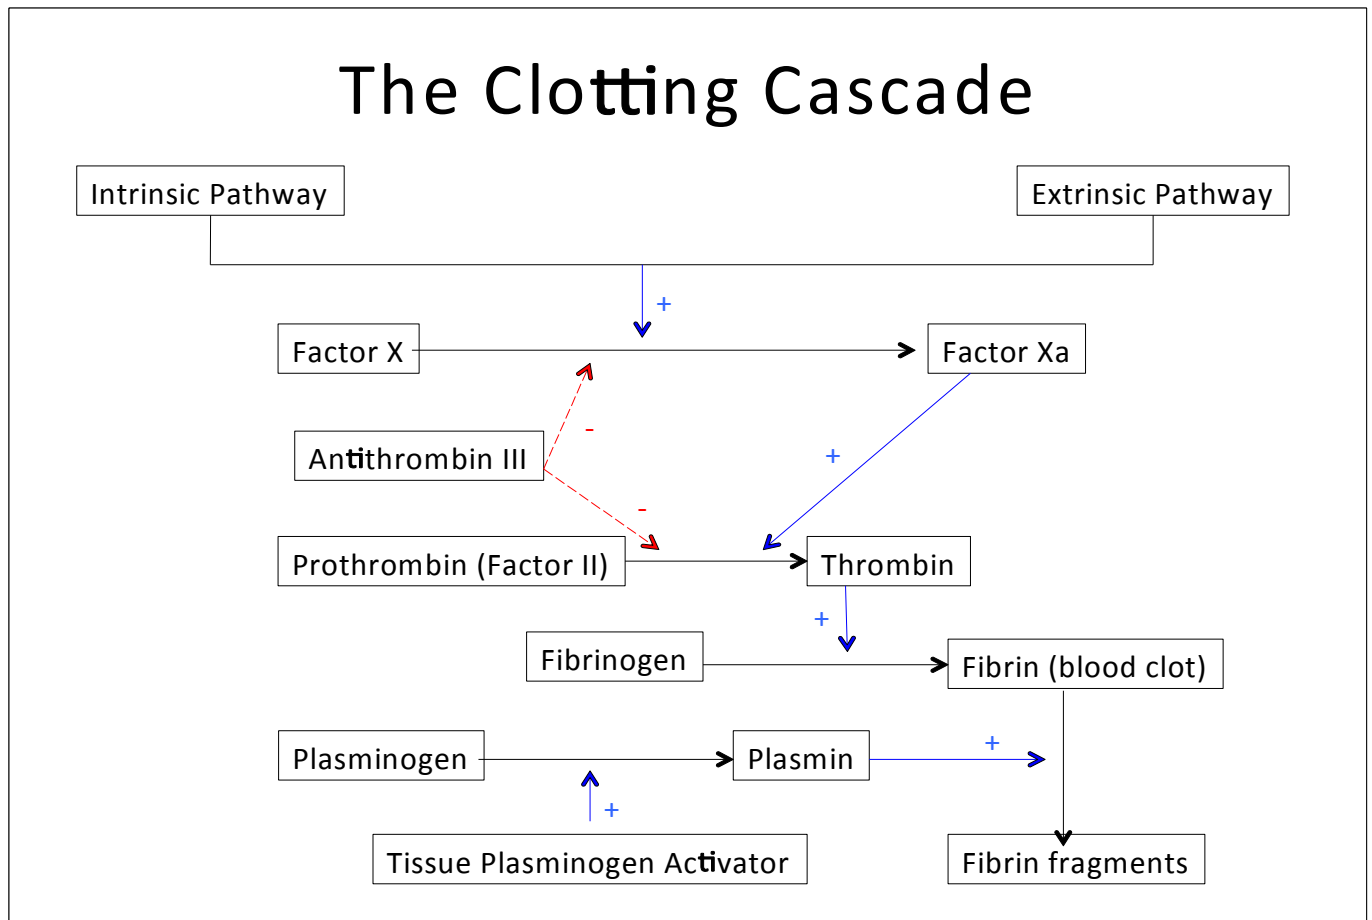 The Clotting Cascade
Intrinsic Pathway
Extrinsic Pathway
+
Factor X
Factor Xa
-
Antithrombin III
+
-
Prothrombin (Factor II)
Thrombin
+
Fibrinogen
Fibrin (blood clot)
Plasminogen
Plasmin
+
+
Tissue Plasminogen Activator
Fibrin fragments